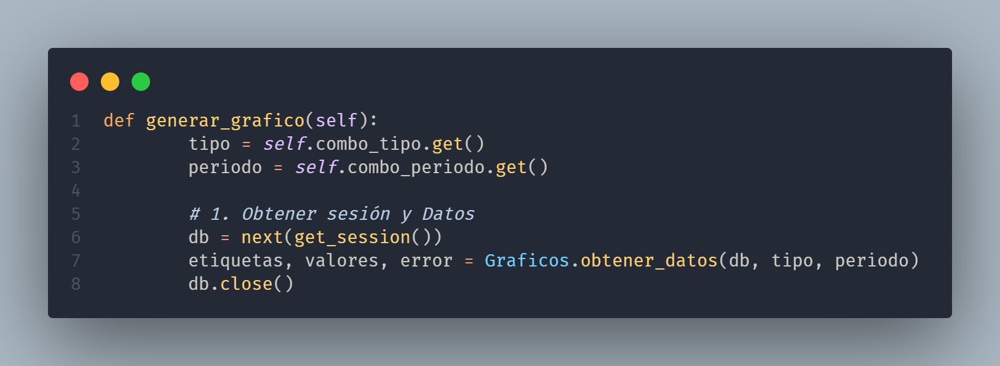 1 def generar_grafico(self):
2         tipo = self.combo_tipo.get()
3         periodo = self.combo_periodo.get()
4
5         # 1. Obtener sesión y Datos
6         db = next(get_session())
7         etiquetas, valores, error = Graficos.obtener_datos(db, tipo, periodo)
8         db.close()